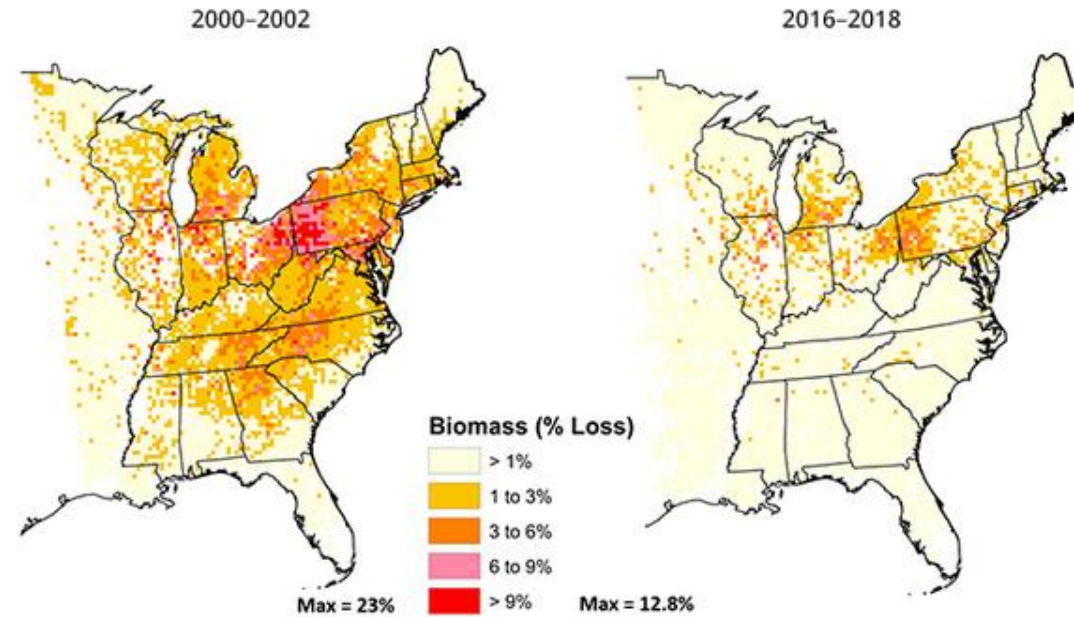 2000–2002
2016–2018
Biomass (% Loss)
> 1%
1 to 3%
3 to 6%
6 to 9%
> 9%
Max = 23%
Max = 12.8%